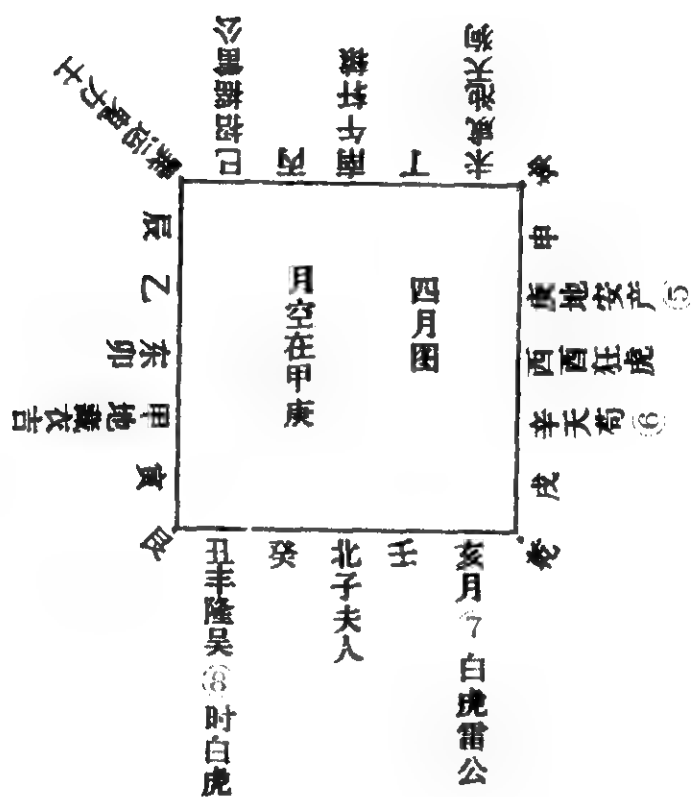 四月图
月空在甲庚
力士
巳招摇雷公
丙
南午轩辕
丁
未咸池天狗
坤
申
庚地安产⑤
西酉狂虎
辛天苟⑥
戌
乾
亥月⑦白虎雷公
壬
北子夫人
癸
丑丰隆吴⑧时白虎
艮
寅
甲地藏衣吉
东卯
乙
辰